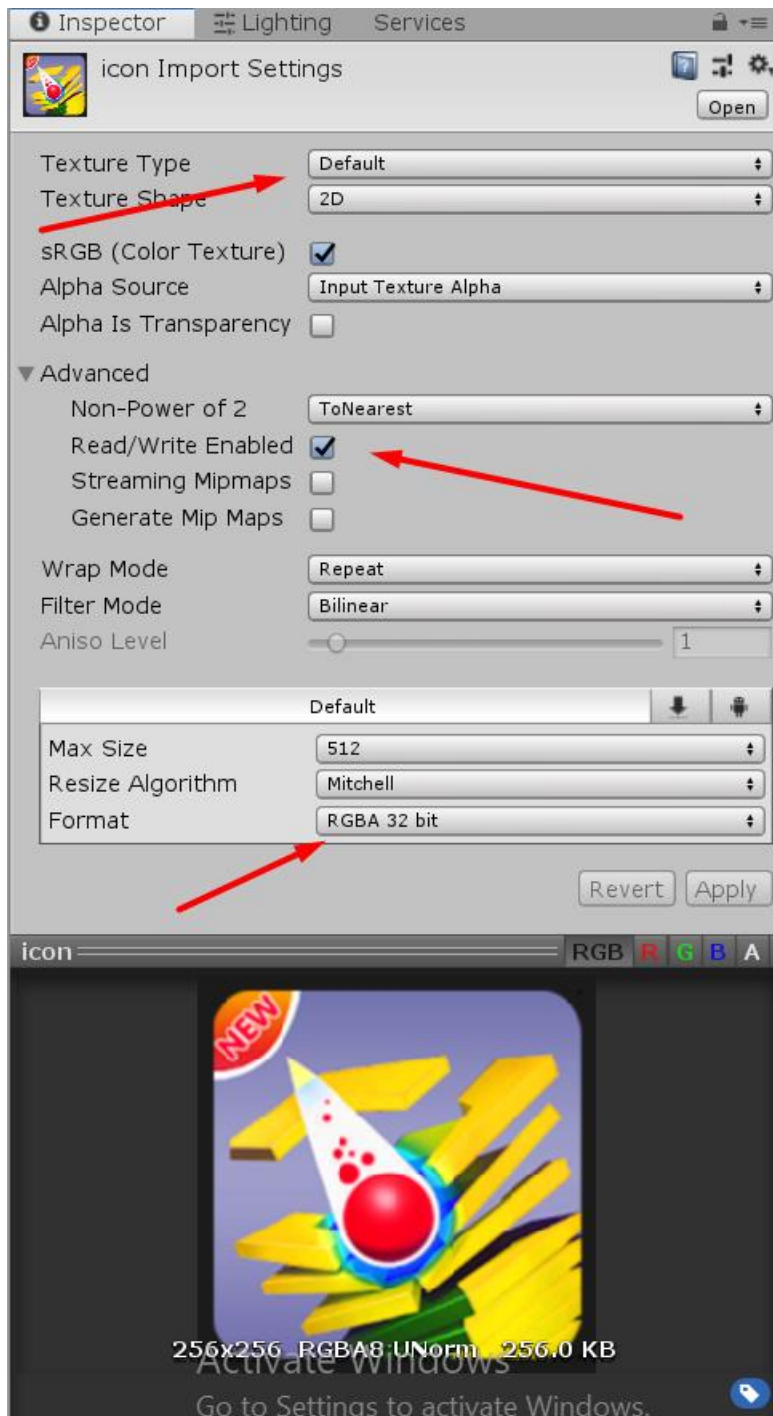 Inspector Lighting Services
icon Import Settings
Open
Texture Type Default
Texture Shape 2D
sRGB (Color Texture)
Alpha Source Input Texture Alpha
Alpha Is Transparency
Advanced
Non-Power of 2 ToNearest
Read/Write Enabled
Streaming Mipmaps
Generate Mip Maps
Wrap Mode Repeat
Filter Mode Bilinear
Aniso Level 1
Default
Max Size 512
Resize Algorithm Mitchell
Format RGBA 32 bit
Revert Apply
icon RGB R G B A
NEW
256x256 RGBA8 UNorm 256.0 KB
Activate Windows
Go to Settings to activate Windows.